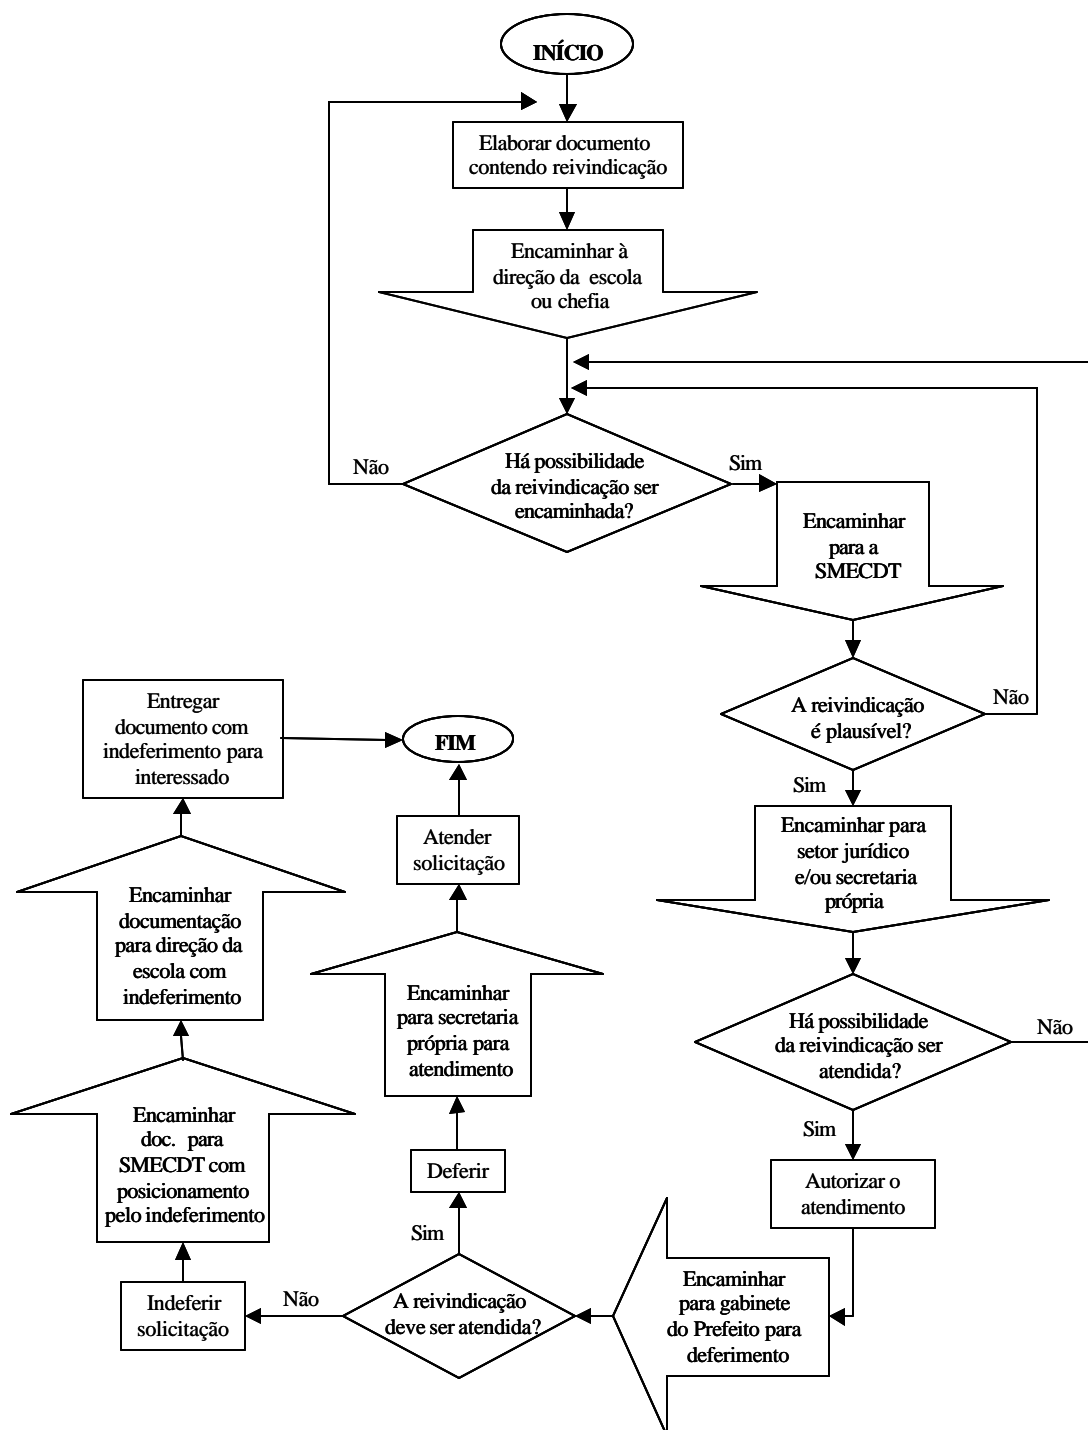 INÍCIO
Elaborar documento
contendo reivindicação
Encaminhar à
direção da escola
ou chefia
Há possibilidade
da reivindicação ser
encaminhada?
Não
Sim
Encaminhar
para a
SMECDT
A reivindicação
é plausível?
Não
Sim
Encaminhar para
setor jurídico
e/ou secretaria
própria
Há possibilidade
da reivindicação ser
atendida?
Não
Sim
Autorizar o
atendimento
Encaminhar
para gabinete
do Prefeito para
deferimento
A reivindicação
deve ser atendida?
Sim
Não
Deferir
Encaminhar
para secretaria
própria para
atendimento
Atender
solicitação
FIM
Indeferir
solicitação
Encaminhar
doc. para
SMECDT com
posicionamento
pelo indeferimento
Encaminhar
documentação
para direção da
escola com
indeferimento
Entregar
documento com
indeferimento para
interessado